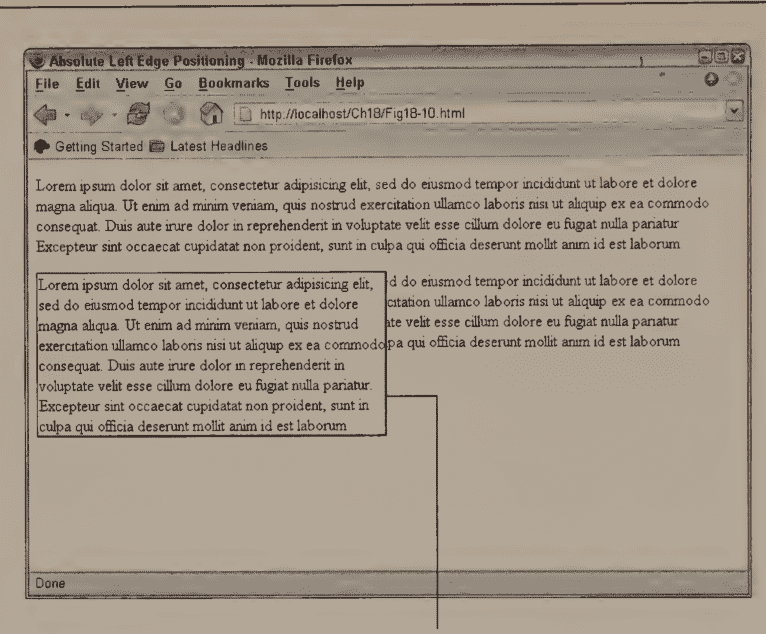 Absolute Left Edge Positioning - Mozilla Firefox
File Edit View Go Bookmarks Tools Help
http://localhost/Ch18/Fig18-10.html
Getting Started Latest Headlines
Lorem ipsum dolor sit amet, consectetur adipisicing elit, sed do eiusmod tempor incididunt ut labore et dolore
magna aliqua. Ut enim ad minim veniam, quis nostrud exercitation ullamco laboris nisi ut aliquip ex ea commodo
consequat. Duis aute irure dolor in reprehenderit in voluptate velit esse cillum dolore eu fugiat nulla pariatur
Excepteur sint occaecat cupidatat non proident, sunt in culpa qui officia deserunt mollit anim id est laborum
Lorem ipsum dolor sit amet, consectetur adipisicing elit,
sed do eiusmod tempor incididunt ut labore et dolore
magna aliqua. Ut enim ad minim veniam, quis nostrud
exercitation ullamco laboris nisi ut aliquip ex ea commodo
consequat. Duis aute irure dolor in reprehenderit in
voluptate velit esse cillum dolore eu fugiat nulla pariatur.
Excepteur sint occaecat cupidatat non proident, sunt in
culpa qui officia deserunt mollit anim id est laborum
d do eiusmod tempor incididunt ut labore et dolore
citation ullamco laboris nisi ut aliquip ex ea commodo
ate velit esse cillum dolore eu fugiat nulla pariatur
pa qui officia deserunt mollit anim id est laborum
Done